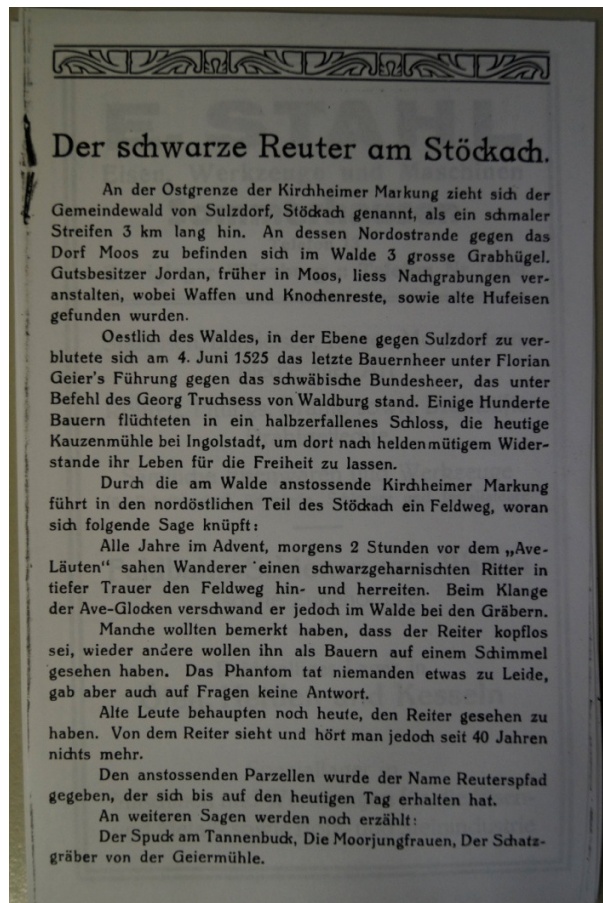 Der schwarze Reuter am Stöckach.
An der Ostgrenze der Kirchheimer Markung zieht sich der
Gemeindewald von Sulzdorf, Stöckach genannt, als ein schmaler
Streifen 3 km lang hin. An dessen Nordostrande gegen das
Dorf Moos zu befinden sich im Walde 3 grosse Grabhügel.
Gutsbesitzer Jordan, früher in Moos, liess Nachgrabungen ver-
anstalten, wobei Waffen und Knochenreste, sowie alte Hufeisen
gefunden wurden.
Oestlich des Waldes, in der Ebene gegen Sulzdorf zu ver-
blutete sich am 4. Juni 1525 das letzte Bauernheer unter Florian
Geier's Führung gegen das schwäbische Bundesheer, das unter
Befehl des Georg Truchsess von Waldburg stand. Einige Hunderte
Bauern flüchteten in ein halbzerfallenes Schloss, die heutige
Kauzenmühle bei Ingolstadt, um dort nach heldenmütigem Wider-
stande ihr Leben für die Freiheit zu lassen.
Durch die am Walde anstossende Kirchheimer Markung
führt in den nordöstlichen Teil des Stöckach ein Feldweg, woran
sich folgende Sage knüpft:
Alle Jahre im Advent, morgens 2 Stunden vor dem „Ave-
Läuten“ sahen Wanderer einen schwarzgeharnischten Ritter in
tiefer Trauer den Feldweg hin- und herreiten. Beim Klange
der Ave-Glocken verschwand er jedoch im Walde bei den Gräbern.
Manche wollten bemerkt haben, dass der Reiter kopflos
sei, wieder andere wollen ihn als Bauern auf einem Schimmel
gesehen haben. Das Phantom tat niemanden etwas zu Leide,
gab aber auch auf Fragen keine Antwort.
Alte Leute behaupten noch heute, den Reiter gesehen zu
haben. Von dem Reiter sieht und hört man jedoch seit 40 Jahren
nichts mehr.
Den anstossenden Parzellen wurde der Name Reuterspfad
gegeben, der sich bis auf den heutigen Tag erhalten hat.
An weiteren Sagen werden noch erzählt:
Der Spuck am Tannenbuck, Die Moorjungfrauen, Der Schatz-
gräber von der Geiermühle.